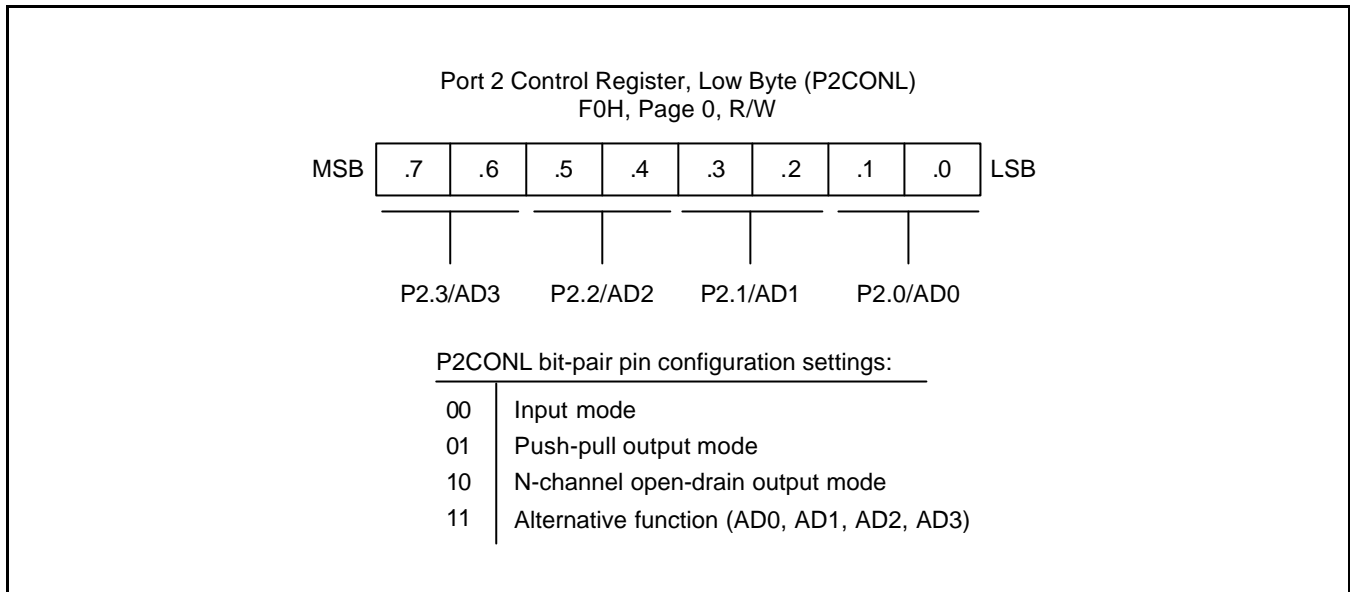 Port 2 Control Register, Low Byte (P2CONL)
F0H, Page 0, R/W
MSB .7 .6 .5 .4 .3 .2 .1 .0 LSB
P2.3/AD3 P2.2/AD2 P2.1/AD1 P2.0/AD0
P2CONL bit-pair pin configuration settings:
00 Input mode
01 Push-pull output mode
10 N-channel open-drain output mode
11 Alternative function (AD0, AD1, AD2, AD3)